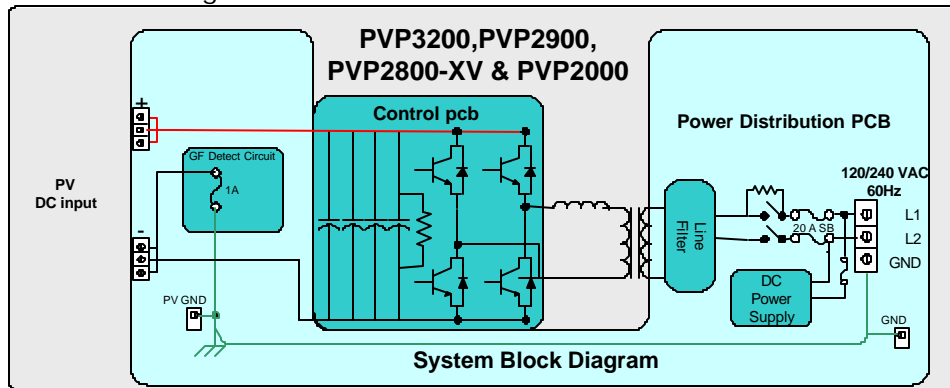 PVP3200,PVP2900,
PVP2800-XV & PVP2000
Control pcb
Power Distribution PCB
+
GF Detect Circuit
1A
PV
DC input
-
PV GND
Line
Filter
120/240 VAC
60Hz
L1
20 A SB
L2
GND
DC
Power
Supply
GND
System Block Diagram